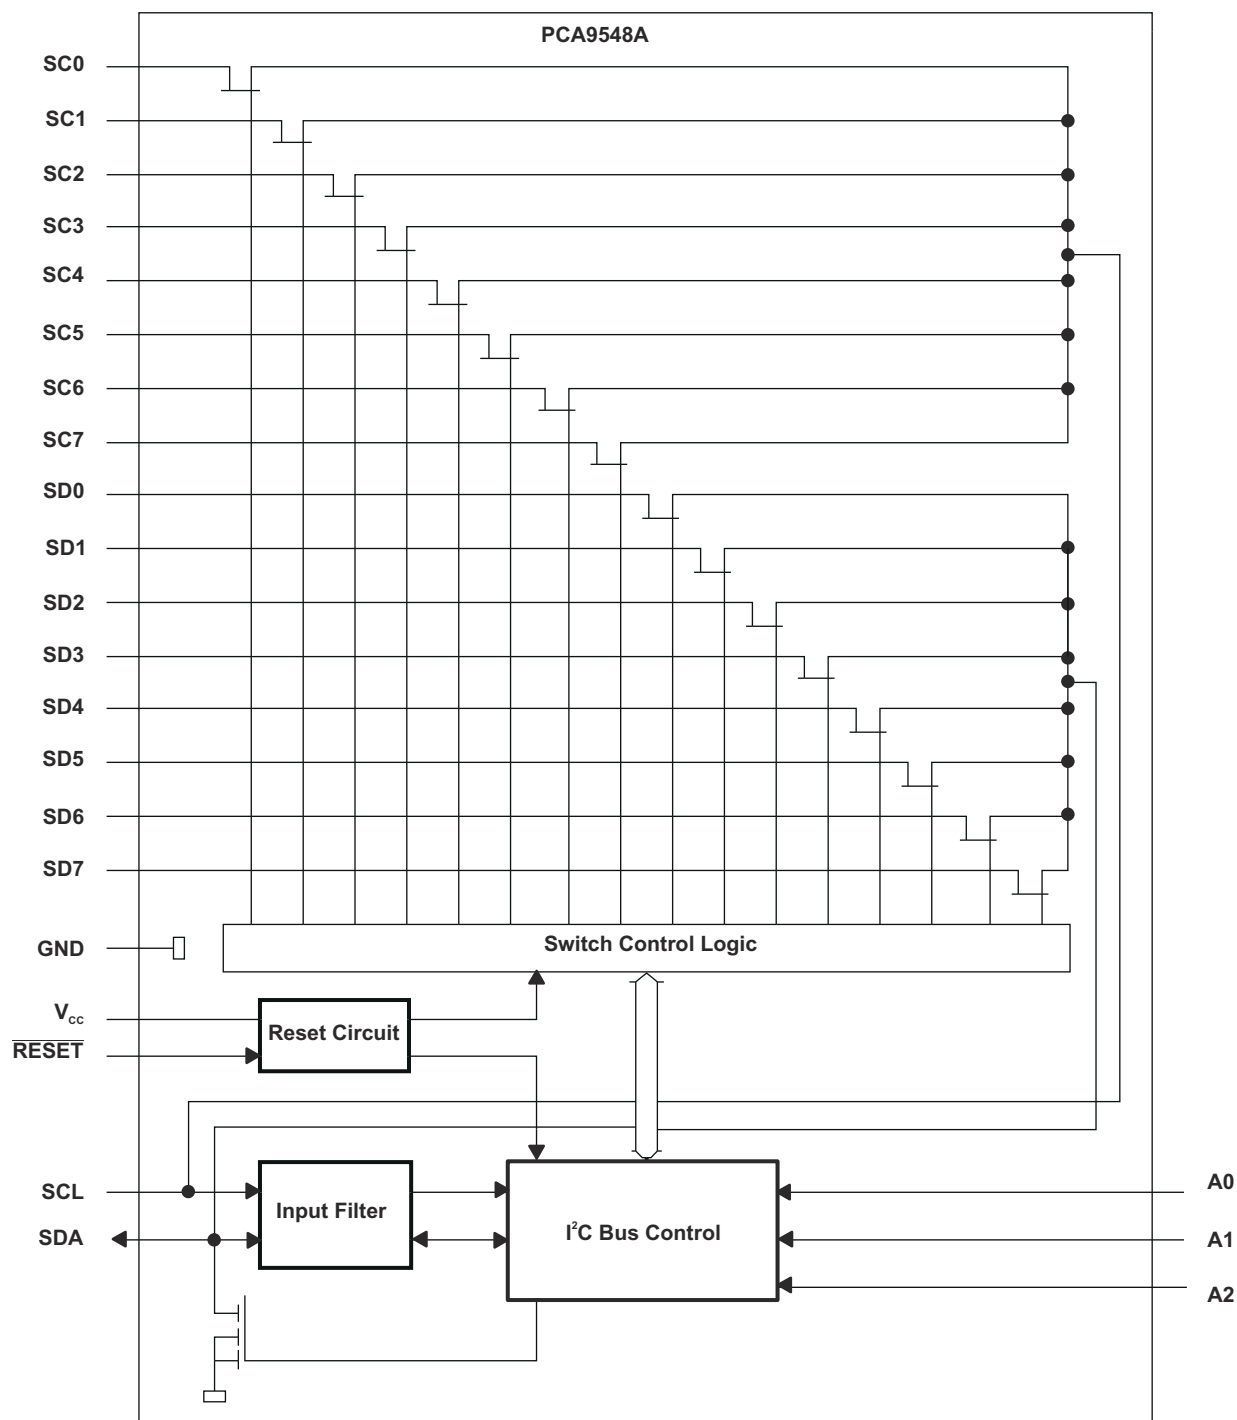 PCA9548A
SC0
SC1
SC2
SC3
SC4
SC5
SC6
SC7
SD0
SD1
SD2
SD3
SD4
SD5
SD6
SD7
GND
Switch Control Logic
VCC
RESET
Reset Circuit
SCL
SDA
Input Filter
I²C Bus Control
A0
A1
A2